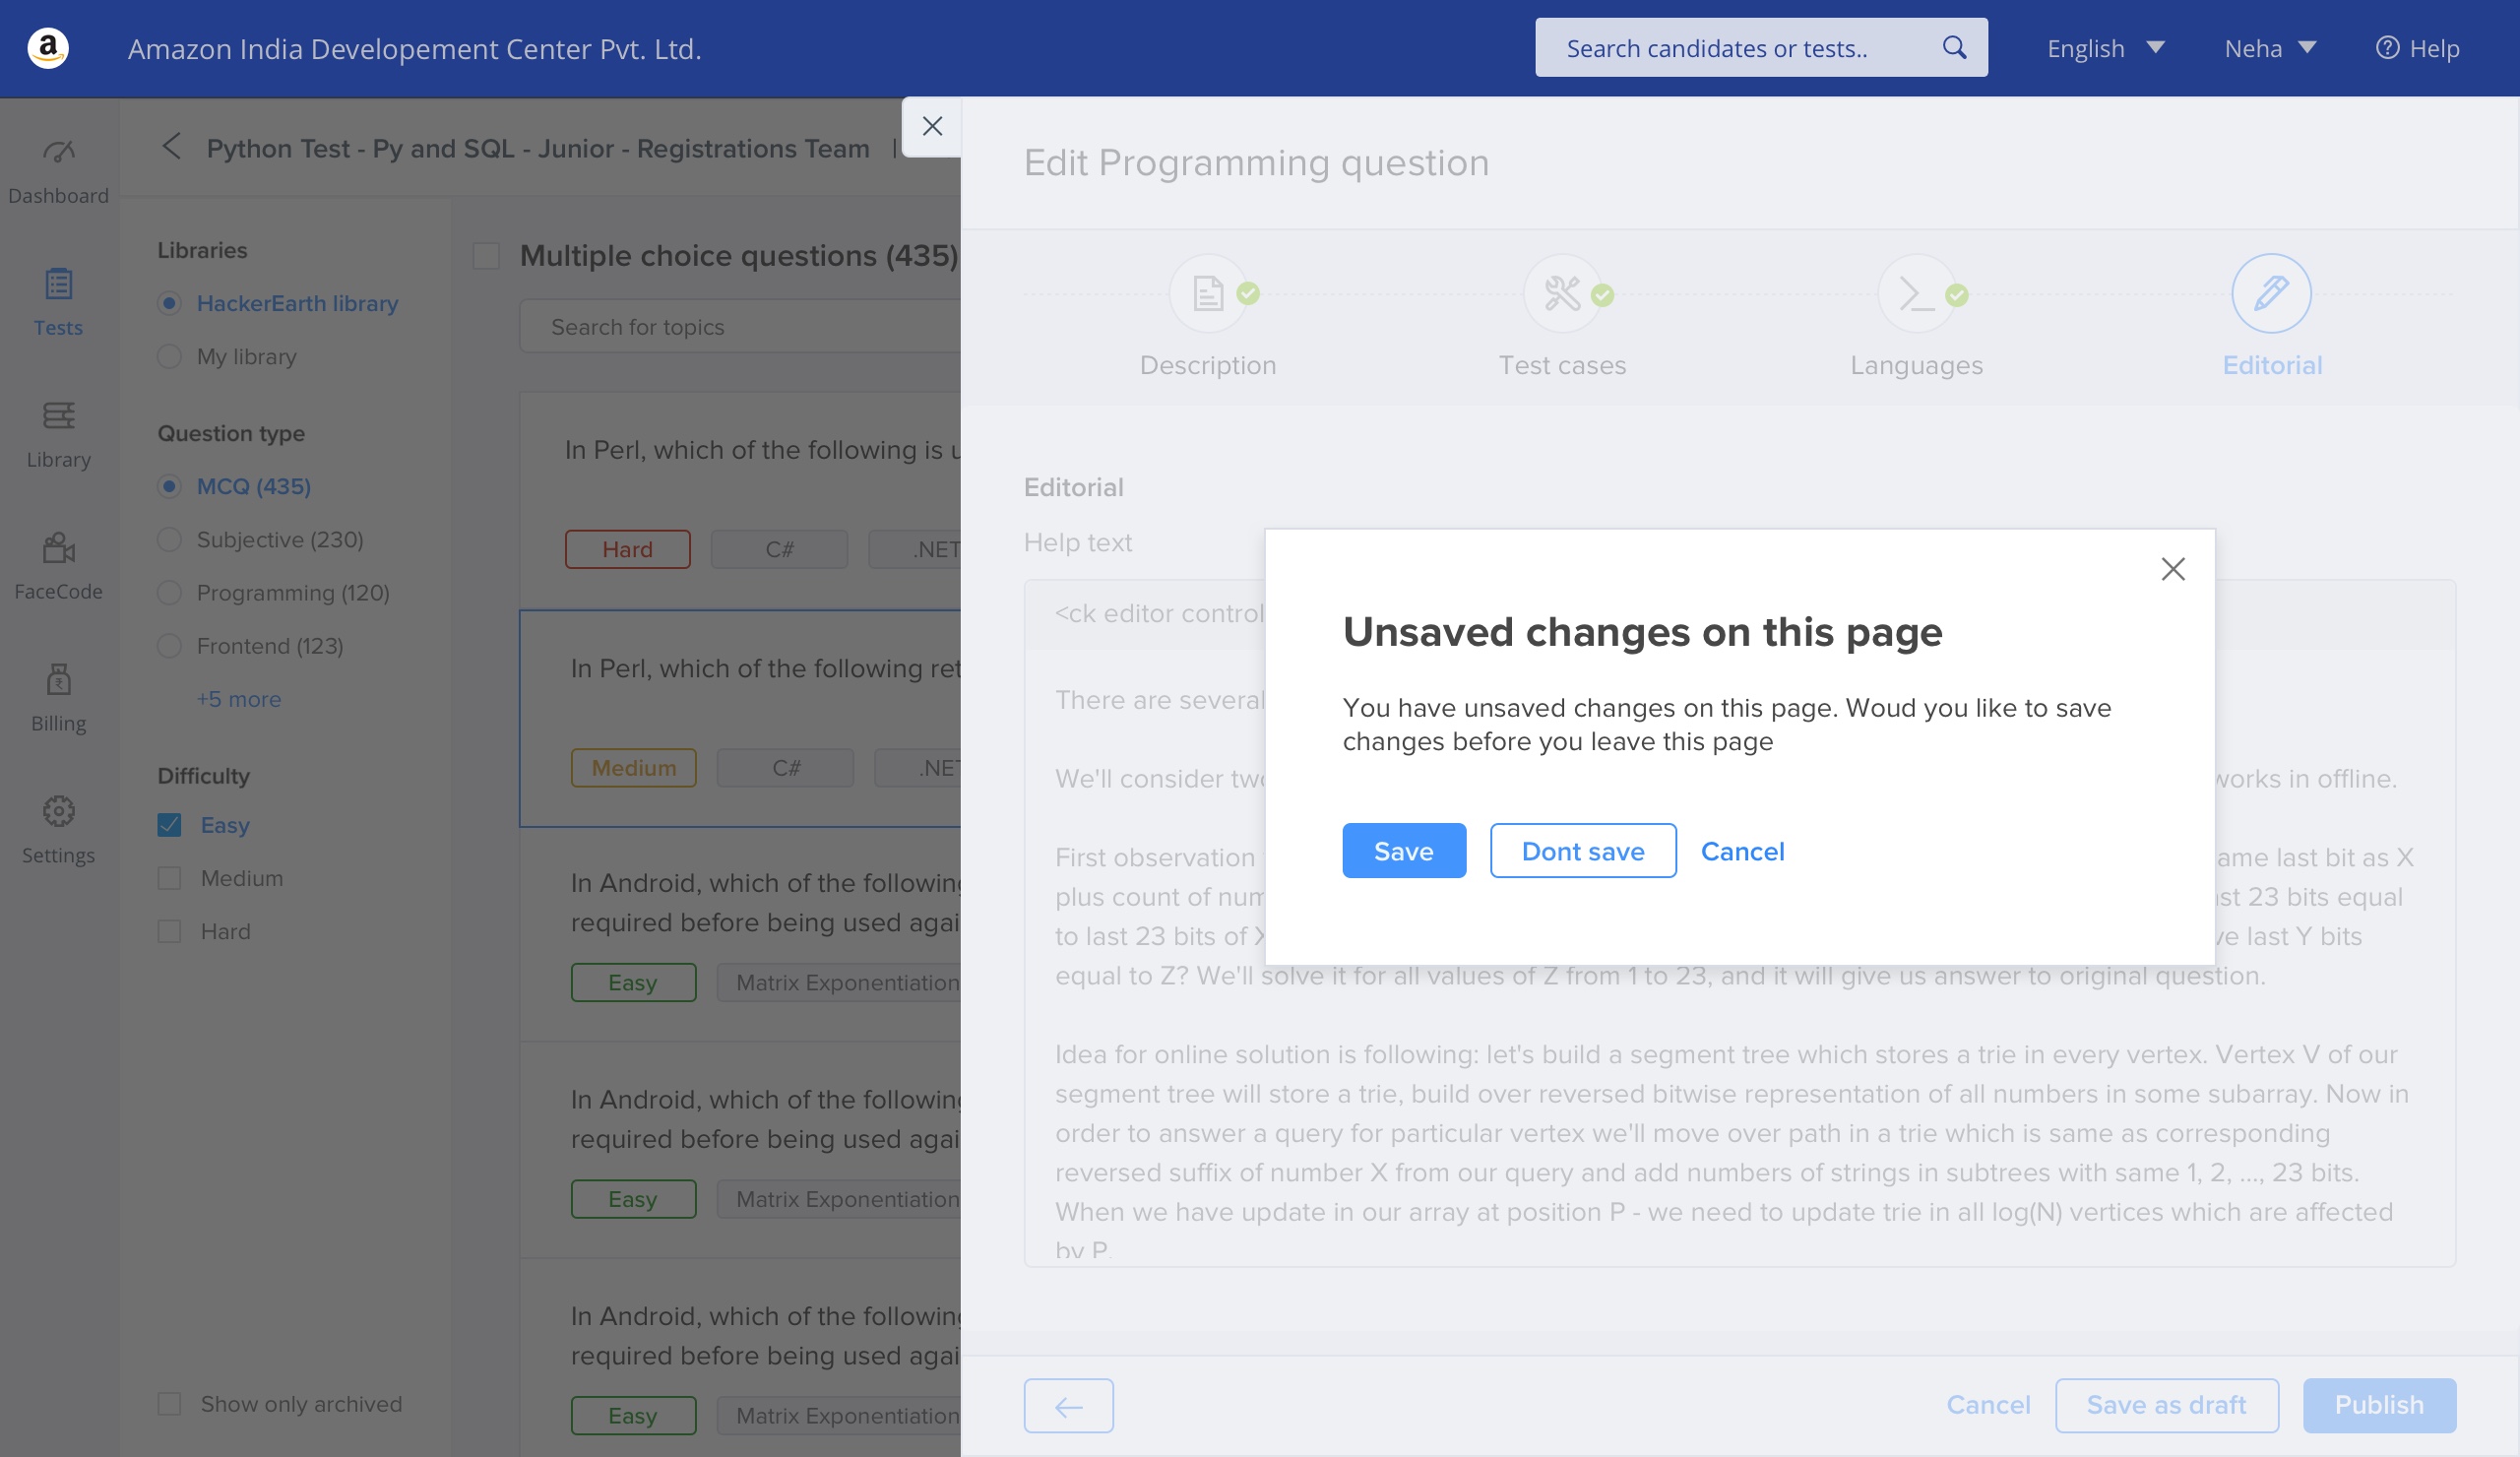 a
Amazon India Developement Center Pvt. Ltd.
Search candidates or tests..
English
Neha
Help
Dashboard
Tests
Library
FaceCode
Billing
Settings
Python Test - Py and SQL - Junior - Registrations Team |
Libraries
HackerEarth library
My library
Question type
MCQ (435)
Subjective (230)
Programming (120)
Frontend (123)
+5 more
Difficulty
Easy
Medium
Hard
Show only archived
Multiple choice questions (435)
Search for topics
In Perl, which of the following is u
Hard
C#
.NET
In Perl, which of the following ret
Medium
C#
.NET
In Android, which of the following
required before being used agai
Easy
Matrix Exponentiation
In Android, which of the following
required before being used agai
Easy
Matrix Exponentiation
In Android, which of the following
required before being used agai
Easy
Matrix Exponentiation
Edit Programming question
Description
Test cases
Languages
Editorial
Editorial
Help text
<ck editor control
There are several
We'll consider two
works in offline.
First observation
ame last bit as X
plus count of num
st 23 bits equal
to last 23 bits of X
ve last Y bits
equal to Z? We'll solve it for all values of Z from 1 to 23, and it will give us answer to original question.
Idea for online solution is following: let's build a segment tree which stores a trie in every vertex. Vertex V of our
segment tree will store a trie, build over reversed bitwise representation of all numbers in some subarray. Now in
order to answer a query for particular vertex we'll move over path in a trie which is same as corresponding
reversed suffix of number X from our query and add numbers of strings in subtrees with same 1, 2, ..., 23 bits.
When we have update in our array at position P - we need to update trie in all log(N) vertices which are affected
by P.
Unsaved changes on this page
You have unsaved changes on this page. Woud you like to save
changes before you leave this page
Save
Dont save
Cancel
Cancel
Save as draft
Publish